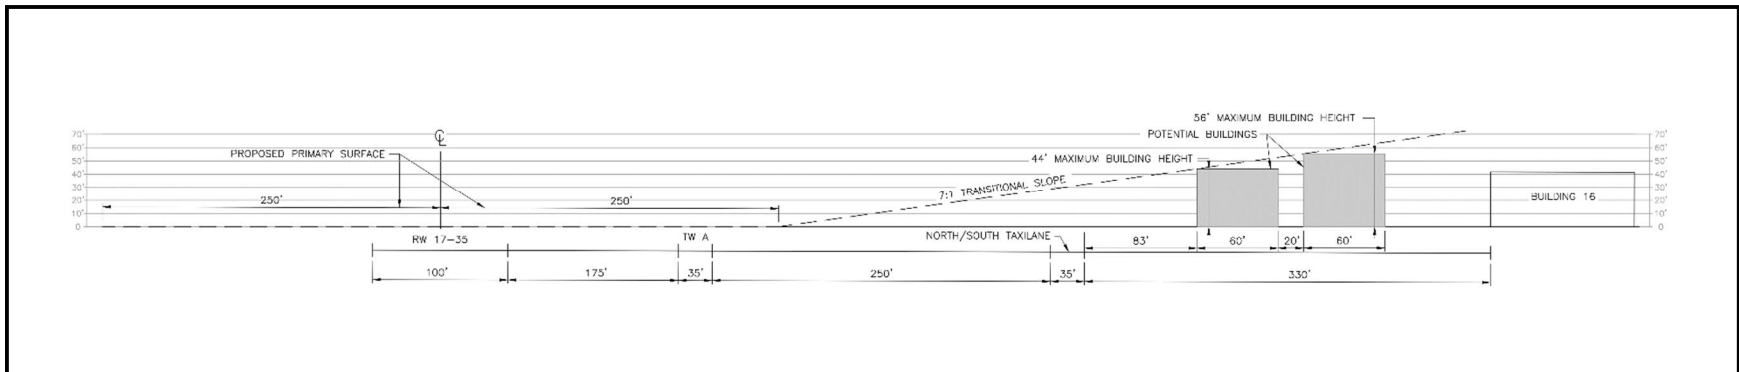 56' MAXIMUM BUILDING HEIGHT
70' ℄ POTENTIAL BUILDINGS 70'
60' PROPOSED PRIMARY SURFACE 60'
50' 44' MAXIMUM BUILDING HEIGHT 50'
40' 40'
30' 7:1 TRANSITIONAL SLOPE 30'
20' 250' 250' BUILDING 16 20'
10' 10'
0 0
RW 17-35 TW A NORTH/SOUTH TAXILANE 83' 60' 20' 60'
100' 175' 35' 250' 35' 330'